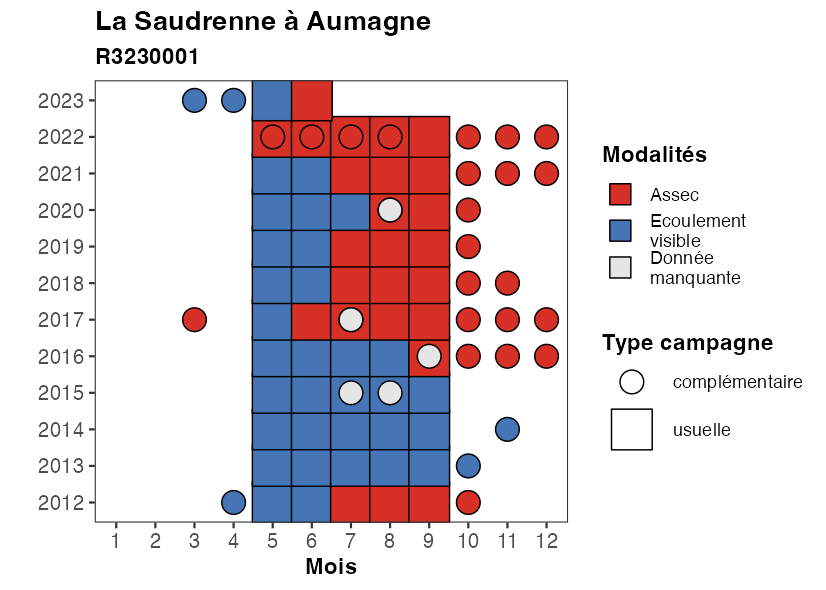 La Saudrenne à Aumagne
R3230001
2023
2022
2021
2020
2019
2018
2017
2016
2015
2014
2013
2012
1 2 3 4 5 6 7 8 9 10 11 12
Mois
Modalités
Assec
Ecoulement
visible
Donnée
manquante
Type campagne
complémentaire
usuelle